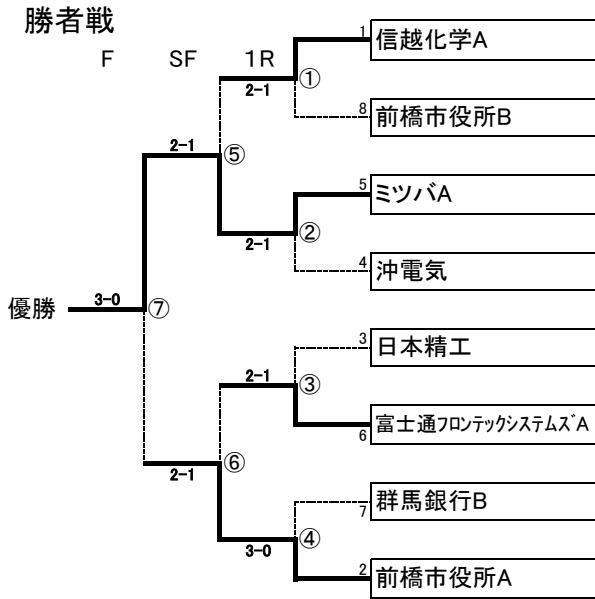 勝者戦
F SF 1R
1 信越化学A
2-1 ①
8 前橋市役所B
2-1 ⑤
5 ミツバA
2-1 ②
4 沖電気
優勝 3-0 ⑦
3 日本精工
2-1 ③
6 富士通フロンテックシステムズA
2-1 ⑥
7 群馬銀行B
3-0 ④
2 前橋市役所A